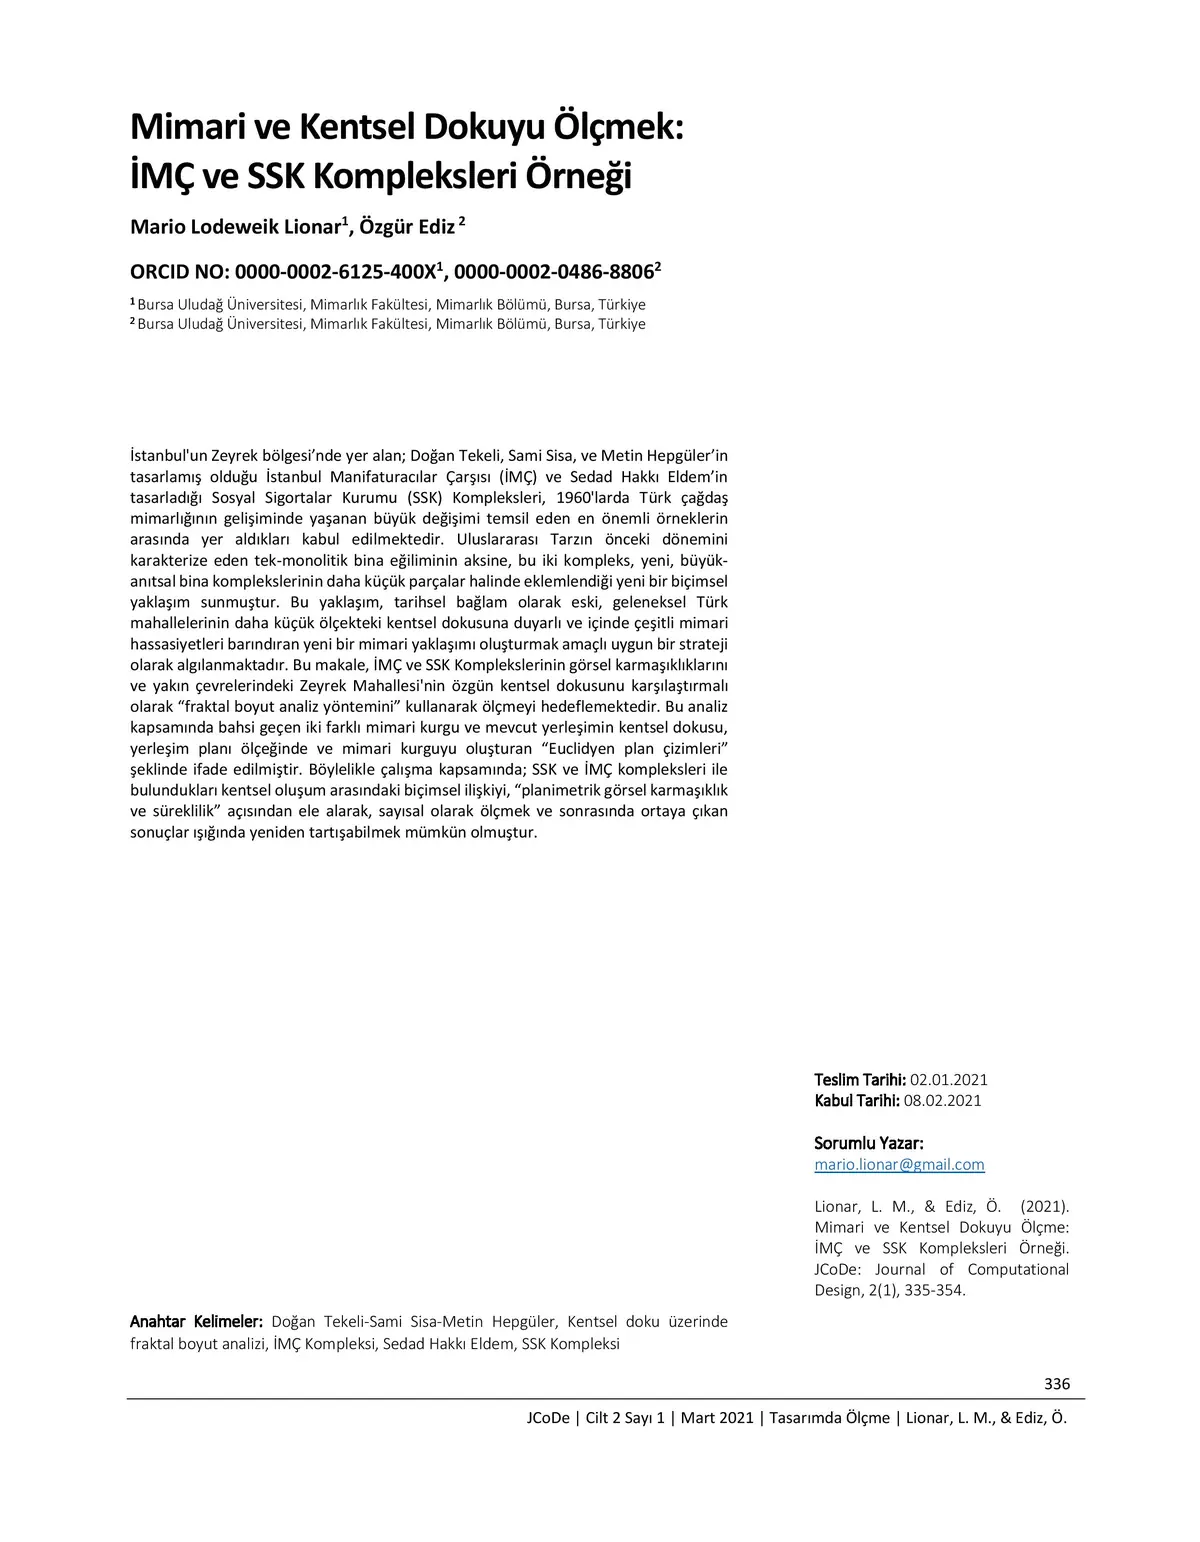 Mimari ve Kentsel Dokuyu Ölçmek:
İMÇ ve SSK Kompleksleri Örneği
Mario Lodeweik Lionar¹, Özgür Ediz ²
ORCID NO: 0000-0002-6125-400X¹, 0000-0002-0486-8806²
¹ Bursa Uludağ Üniversitesi, Mimarlık Fakültesi, Mimarlık Bölümü, Bursa, Türkiye
² Bursa Uludağ Üniversitesi, Mimarlık Fakültesi, Mimarlık Bölümü, Bursa, Türkiye
İstanbul'un Zeyrek bölgesi’nde yer alan; Doğan Tekeli, Sami Sisa, ve Metin Hepgüler’in
tasarlamış olduğu İstanbul Manifaturacılar Çarşısı (İMÇ) ve Sedad Hakkı Eldem’in
tasarladığı Sosyal Sigortalar Kurumu (SSK) Kompleksleri, 1960'larda Türk çağdaş
mimarlığının gelişiminde yaşanan büyük değişimi temsil eden en önemli örneklerin
arasında yer aldıkları kabul edilmektedir. Uluslararası Tarzın önceki dönemini
karakterize eden tek-monolitik bina eğiliminin aksine, bu iki kompleks, yeni, büyük-
anıtsal bina komplekslerinin daha küçük parçalar halinde eklemlendiği yeni bir biçimsel
yaklaşım sunmuştur. Bu yaklaşım, tarihsel bağlam olarak eski, geleneksel Türk
mahallelerinin daha küçük ölçekteki kentsel dokusuna duyarlı ve içinde çeşitli mimari
hassasiyetleri barındıran yeni bir mimari yaklaşımı oluşturmak amaçlı uygun bir strateji
olarak algılanmaktadır. Bu makale, İMÇ ve SSK Komplekslerinin görsel karmaşıklıklarını
ve yakın çevrelerindeki Zeyrek Mahallesi'nin özgün kentsel dokusunu karşılaştırmalı
olarak “fraktal boyut analiz yöntemini” kullanarak ölçmeyi hedeflemektedir. Bu analiz
kapsamında bahsi geçen iki farklı mimari kurgu ve mevcut yerleşimin kentsel dokusu,
yerleşim planı ölçeğinde ve mimari kurguyu oluşturan “Euclidyen plan çizimleri”
şeklinde ifade edilmiştir. Böylelikle çalışma kapsamında; SSK ve İMÇ kompleksleri ile
bulundukları kentsel oluşum arasındaki biçimsel ilişkiyi, “planimetrik görsel karmaşıklık
ve süreklilik” açısından ele alarak, sayısal olarak ölçmek ve sonrasında ortaya çıkan
sonuçlar ışığında yeniden tartışabilmek mümkün olmuştur.
Teslim Tarihi: 02.01.2021
Kabul Tarihi: 08.02.2021
Sorumlu Yazar:
mario.lionar@gmail.com
Lionar, L. M., & Ediz, Ö. (2021).
Mimari ve Kentsel Dokuyu Ölçme:
İMÇ ve SSK Kompleksleri Örneği.
JCoDe: Journal of Computational
Design, 2(1), 335-354.
Anahtar Kelimeler: Doğan Tekeli-Sami Sisa-Metin Hepgüler, Kentsel doku üzerinde
fraktal boyut analizi, İMÇ Kompleksi, Sedad Hakkı Eldem, SSK Kompleksi
336
JCoDe | Cilt 2 Sayı 1 | Mart 2021 | Tasarımda Ölçme | Lionar, L. M., & Ediz, Ö.